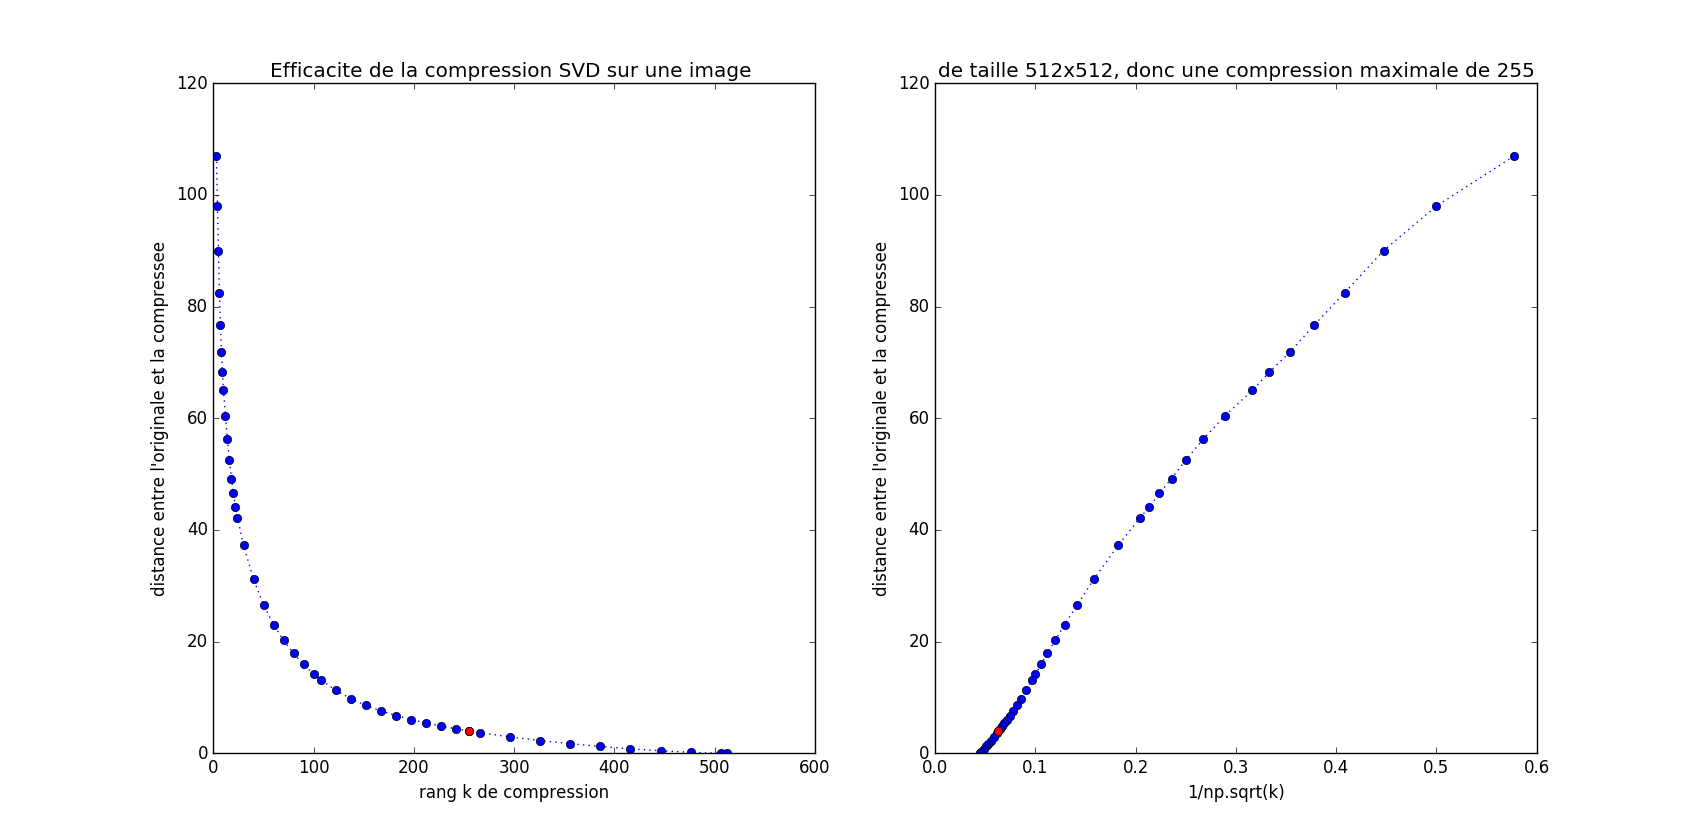 Efficacite de la compression SVD sur une image
120
100
80
60
40
20
0
0 100 200 300 400 500 600
distance entre l'originale et la compressee
rang k de compression
de taille 512x512, donc une compression maximale de 255
120
100
80
60
40
20
0
0.0 0.1 0.2 0.3 0.4 0.5 0.6
distance entre l'originale et la compressee
1/np.sqrt(k)